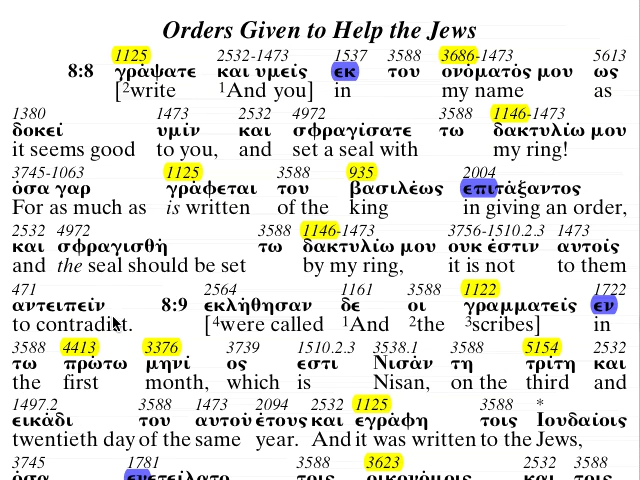 Orders Given to Help the Jews
1125 2532-1473 1537 3588 3686-1473 5613
8:8 γράψατε και υμείς εκ του ονόματός μου ως
[²write ¹And you] in my name as
1380 1473 2532 4972 3588 1146-1473
δοκεί υμίν και σφραγίσατε τω δακτυλίω μου
it seems good to you, and set a seal with my ring!
3745-1063 1125 3588 935 2004
όσα γαρ γράφεται του βασιλέως επιτάξαντος
For as much as is written of the king in giving an order,
2532 4972 3588 1146-1473 3756-1510.2.3 1473
και σφραγισθή τω δακτυλίω μου ουκ έστιν αυτοίς
and the seal should be set by my ring, it is not to them
471 2564 1161 3588 1122 1722
αντειπείν 8:9 εκλήθησαν δε οι γραμματείς εν
to contradict. [⁴were called ¹And ²the ³scribes] in
3588 4413 3376 3739 1510.2.3 3538.1 3588 5154 2532
τω πρώτω μηνί ος εστι Νισάν τη τρίτη και
the first month, which is Nisan, on the third and
1497.2 3588 1473 2094 2532 1125 3588 *
εικάδι του αυτού έτους και εγράφη τοις Ιουδαίοις
twentieth day of the same year. And it was written to the Jews,
3745 1781 3588 3623 2532 3588
όσα ενετείλατο τοις οικονόμοις και τοις